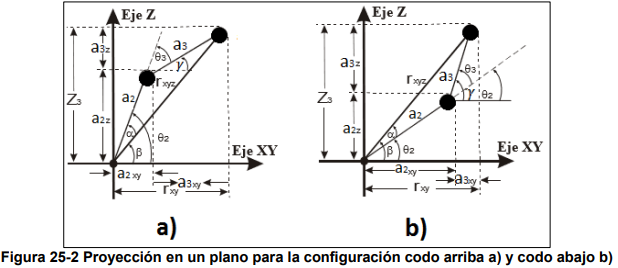 Eje Z
Eje Z
a3z
a2z
Z3
a2
a3
θ3
γ
rxyz
α
β
θ2
Eje XY
a2xy
a3xy
rxy
a)
a3z
a2z
Z3
rxyz
a3
θ3
γ
θ2
a2
α
β
θ2
Eje XY
a2xy
a3xy
rxy
b)
Figura 25-2 Proyección en un plano para la configuración codo arriba a) y codo abajo b)